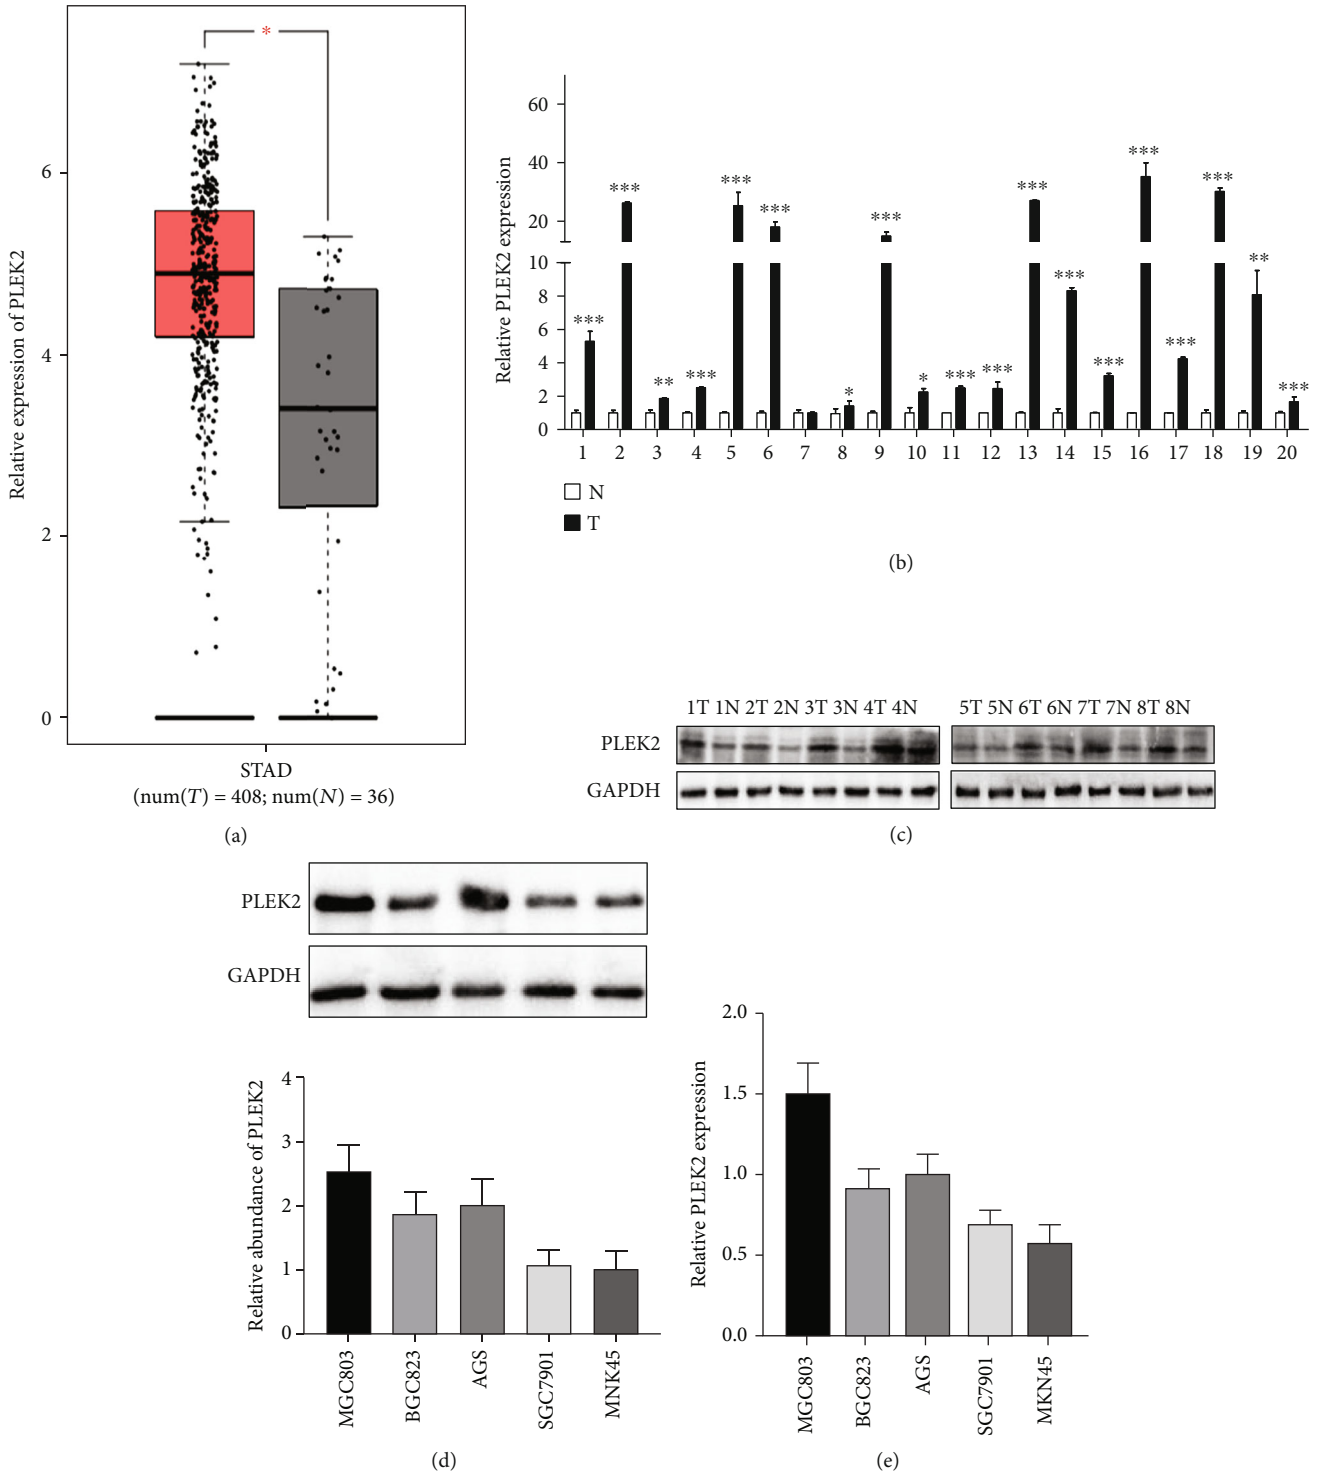 *
Relative expression of PLEK2
6
4
2
0
STAD
(num(T) = 408; num(N) = 36)
(a)
Relative PLEK2 expression
60
40
20
10
8
6
4
2
0
*** *** ** *** *** *** * *** * *** *** *** *** *** *** *** *** ** ***
1 2 3 4 5 6 7 8 9 10 11 12 13 14 15 16 17 18 19 20
N
T
(b)
1T 1N 2T 2N 3T 3N 4T 4N
5T 5N 6T 6N 7T 7N 8T 8N
PLEK2
GAPDH
(c)
PLEK2
GAPDH
Relative abundance of PLEK2
4
3
2
1
0
MGC803
BGC823
AGS
SGC7901
MNK45
(d)
Relative PLEK2 expression
2.0
1.5
1.0
0.5
0.0
MGC803
BGC823
AGS
SGC7901
MKN45
(e)